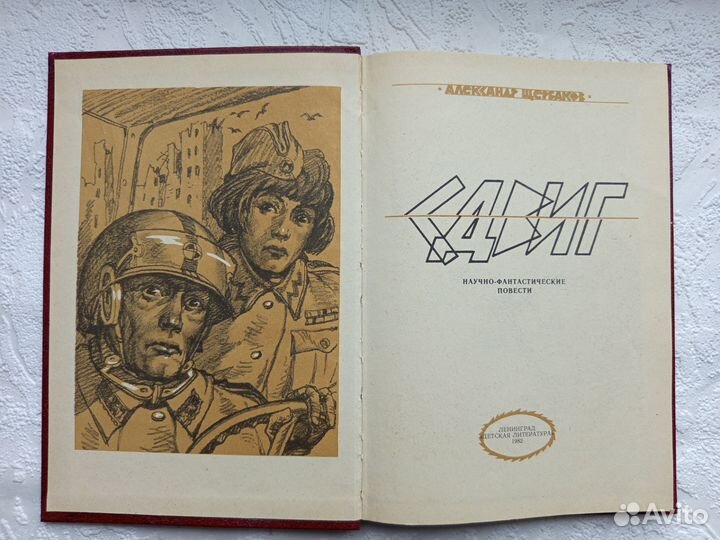 · АЛЕКСАНДР ЩЕРБАКОВ ·
СДВИГ
НАУЧНО-ФАНТАСТИЧЕСКИЕ
ПОВЕСТИ
ЛЕНИНГРАД
„ДЕТСКАЯ ЛИТЕРАТУРА"
1982
Avito